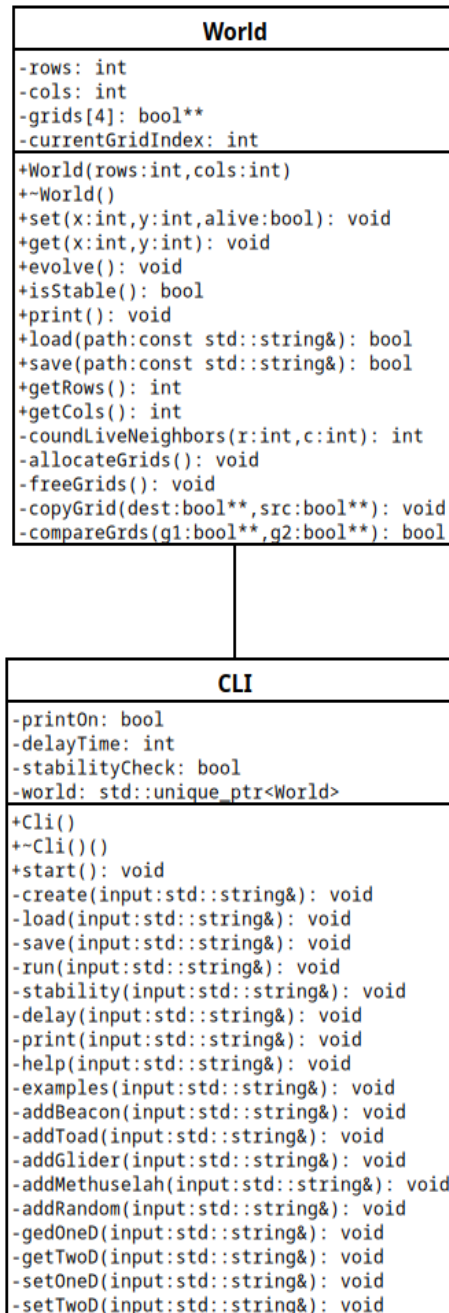 World
-rows: int
-cols: int
-grids[4]: bool**
-currentGridIndex: int
+World(rows:int,cols:int)
+~World()
+set(x:int,y:int,alive:bool): void
+get(x:int,y:int): void
+evolve(): void
+isStable(): bool
+print(): void
+load(path:const std::string&): bool
+save(path:const std::string&): bool
+getRows(): int
+getCols(): int
-coundLiveNeighbors(r:int,c:int): int
-allocateGrids(): void
-freeGrids(): void
-copyGrid(dest:bool**,src:bool**): void
-compareGrds(g1:bool**,g2:bool**): bool
CLI
-printOn: bool
-delayTime: int
-stabilityCheck: bool
-world: std::unique_ptr<World>
+Cli()
+~Cli()()
+start(): void
-create(input:std::string&): void
-load(input:std::string&): void
-save(input:std::string&): void
-run(input:std::string&): void
-stability(input:std::string&): void
-delay(input:std::string&): void
-print(input:std::string&): void
-help(input:std::string&): void
-examples(input:std::string&): void
-addBeacon(input:std::string&): void
-addToad(input:std::string&): void
-addGlider(input:std::string&): void
-addMethuselah(input:std::string&): void
-addRandom(input:std::string&): void
-gedOneD(input:std::string&): void
-getTwoD(input:std::string&): void
-setOneD(input:std::string&): void
-setTwoD(input:std::string&): void